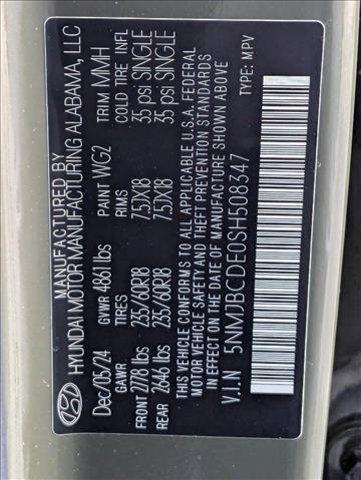 MANUFACTURED BY
HYUNDAI MOTOR MANUFACTURING ALABAMA, LLC
Dec/05/24 GVWR 4861 lbs PAINT WG2 TRIM MMH
GAWR TIRES RIMS COLD TIRE INFL
FRONT 2778 lbs 235/60R18 7.5JX18 35 psi SINGLE
REAR 2646 lbs 235/60R18 7.5JX18 35 psi SINGLE
THIS VEHICLE CONFORMS TO ALL APPLICABLE U.S.A. FEDERAL
MOTOR VEHICLE SAFETY AND THEFT PREVENTION STANDARDS
IN EFFECT ON THE DATE OF MANUFACTURE SHOWN ABOVE.
V.I.N 5NMJBCDE0SH508347 TYPE: MPV